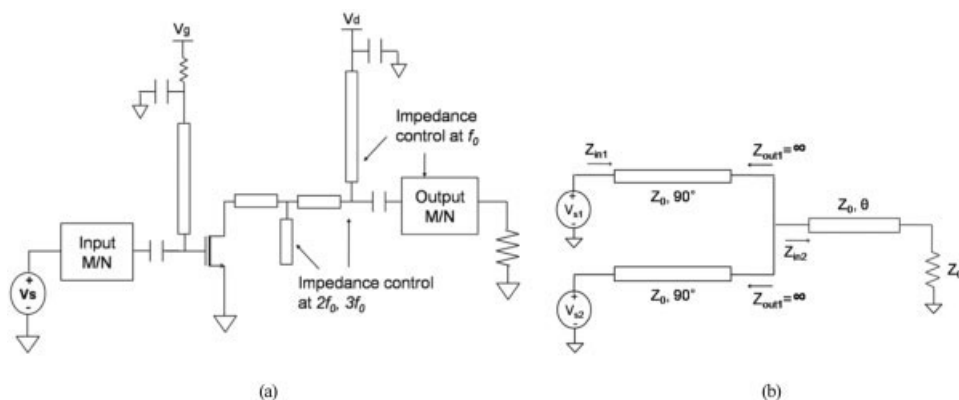 Vg
Vd
Impedance
control at f0
Input
M/N
Output
M/N
Vs
Impedance control
at 2f0, 3f0
(a)
Zin1
Zout1=∞
Z0, 90°
Vs1
Z0, θ
Zin2
Z0, 90°
Zout1=∞
Vs2
(b)